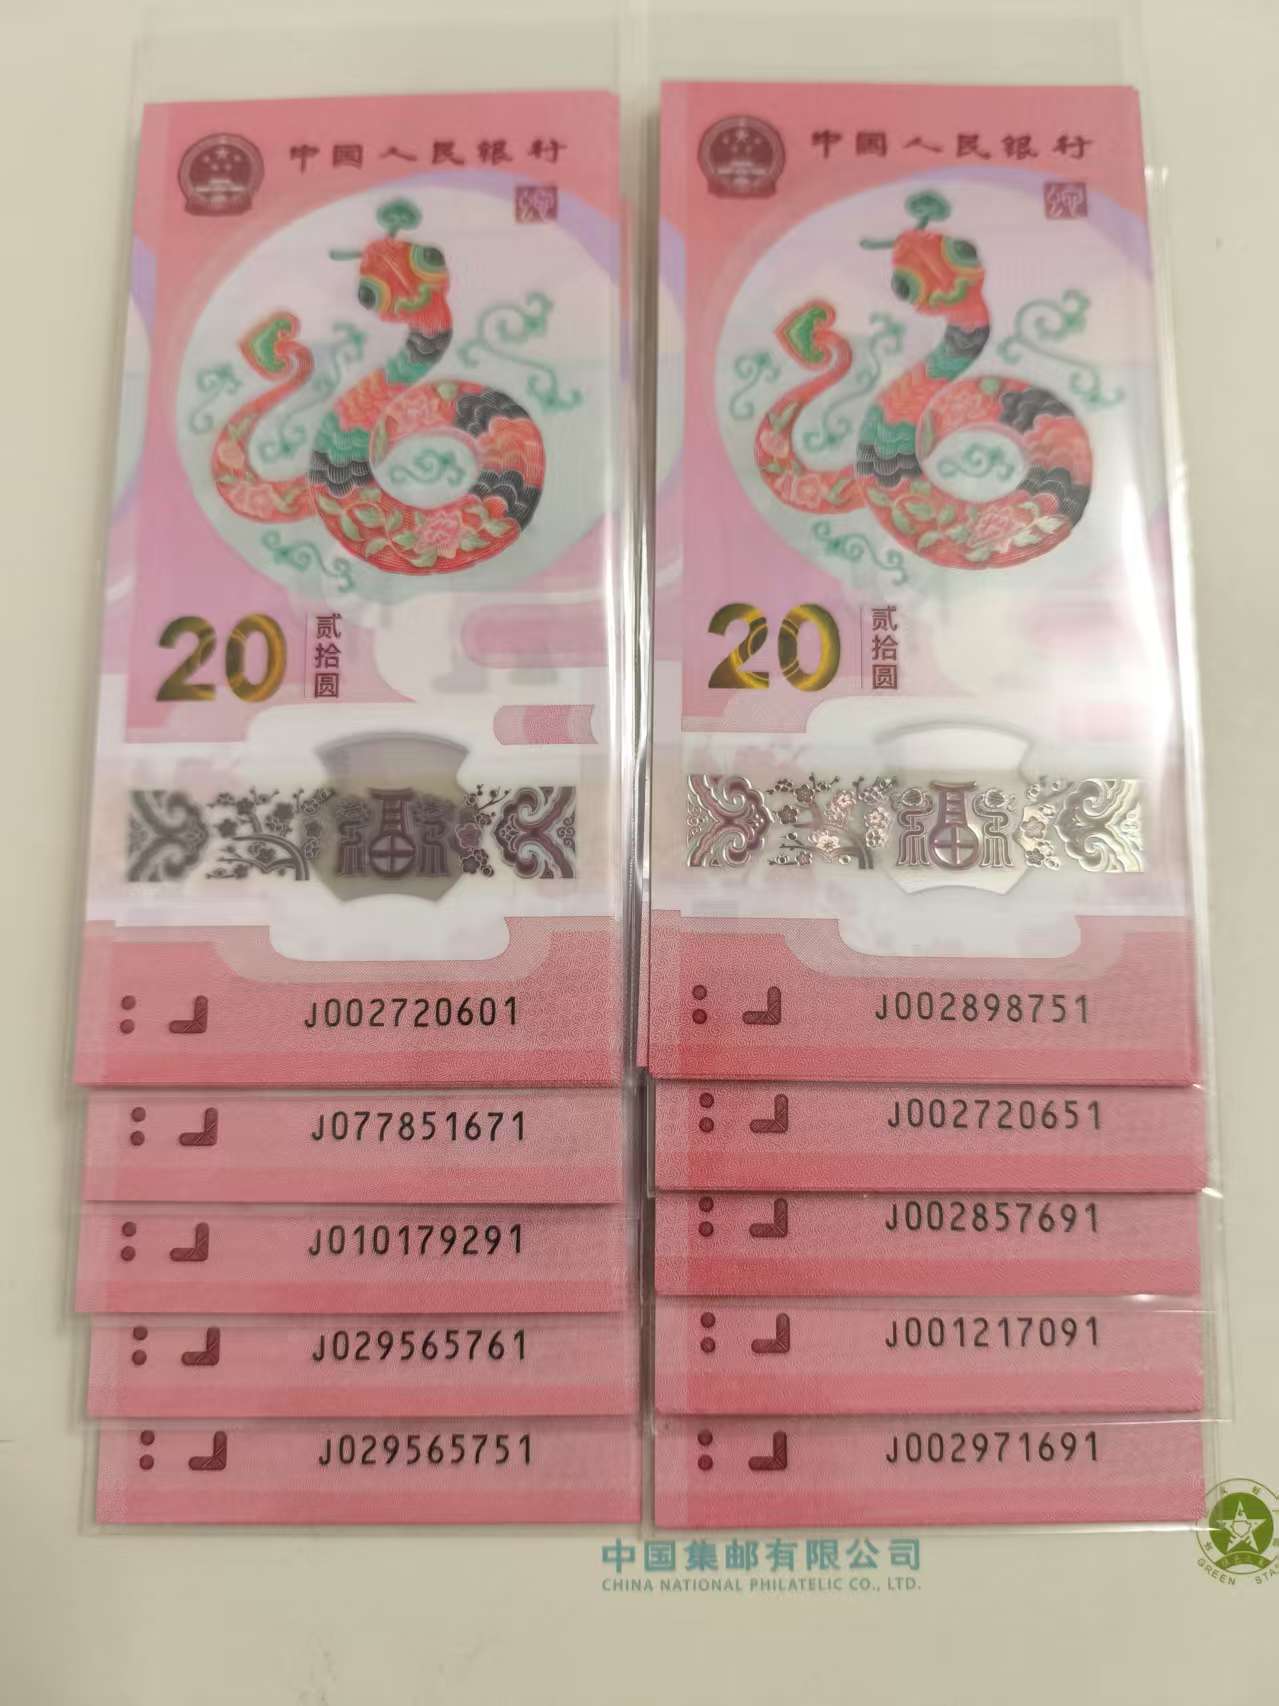 中国人民银行
20
贰拾圆
J002720601
J077851671
J010179291
J029565761
J029565751
中国人民银行
20
贰拾圆
J002898751
J002720651
J002857691
J001217091
J002971691
中国集邮有限公司
CHINA NATIONAL PHILATELIC CO., LTD.
GREEN STA